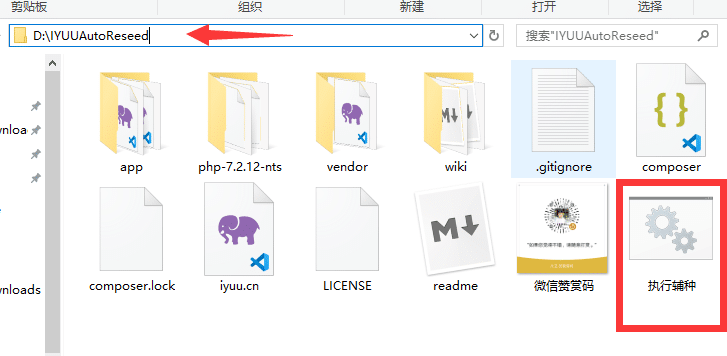 剪贴板
组织
新建
打开
选择
D:\IYUUAutoReseed
搜索"IYUUAutoReseed"
app
php-7.2.12-nts
vendor
wiki
.gitignore
composer
composer.lock
iyuu.cn
LICENSE
readme
微信赞赏码
执行辅种
wnloads